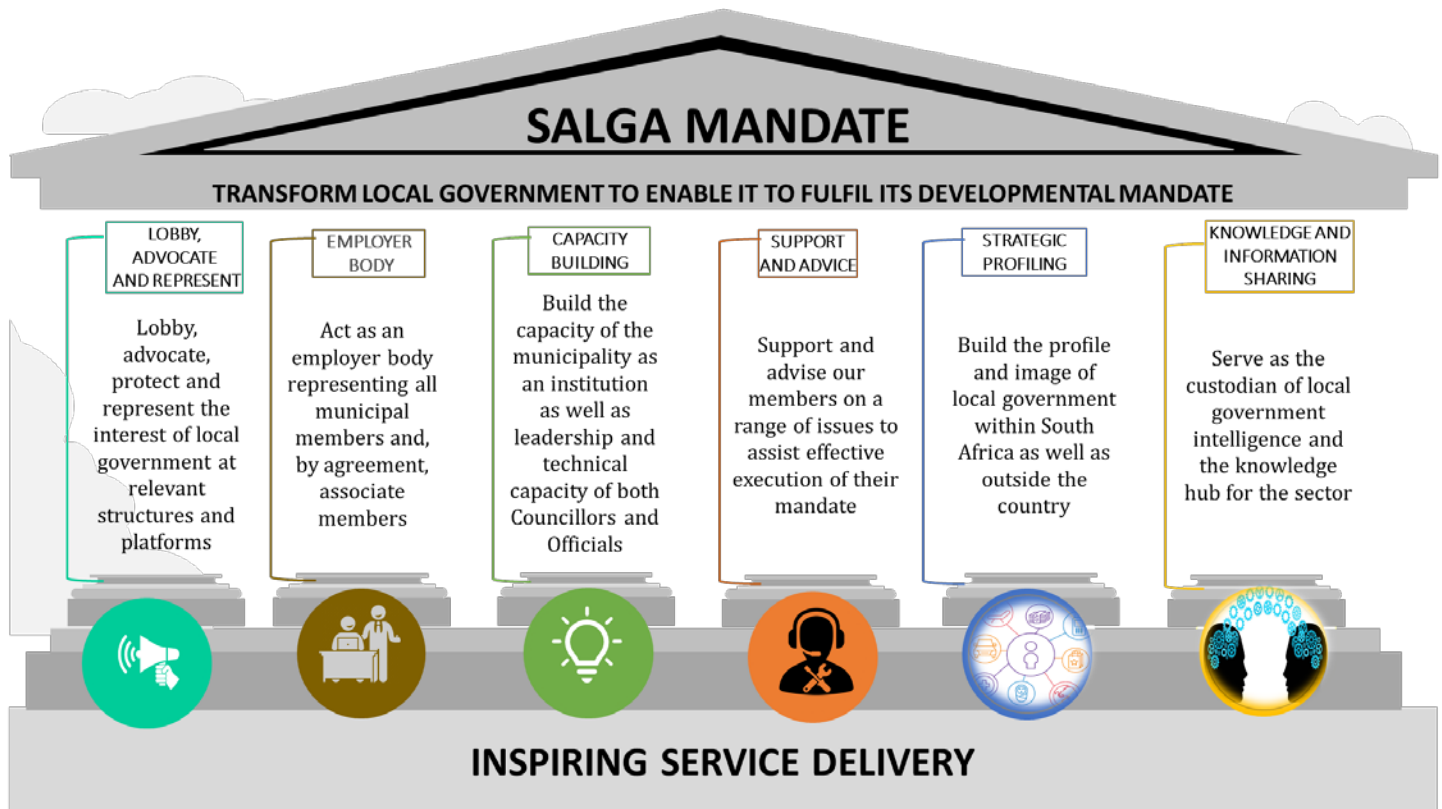 SALGA MANDATE
TRANSFORM LOCAL GOVERNMENT TO ENABLE IT TO FULFIL ITS DEVELOPMENTAL MANDATE
LOBBY,
ADVOCATE
AND REPRESENT
Lobby,
advocate,
protect and
represent the
interest of local
government at
relevant
structures and
platforms
EMPLOYER
BODY
Act as an
employer body
representing all
municipal
members and,
by agreement,
associate
members
CAPACITY
BUILDING
Build the
capacity of the
municipality as
an institution
as well as
leadership and
technical
capacity of both
Councillors and
Officials
SUPPORT
AND ADVICE
Support and
advise our
members on a
range of issues to
assist effective
execution of their
mandate
STRATEGIC
PROFILING
Build the profile
and image of
local government
within South
Africa as well as
outside the
country
KNOWLEDGE AND
INFORMATION
SHARING
Serve as the
custodian of local
government
intelligence and
the knowledge
hub for the sector
INSPIRING SERVICE DELIVERY